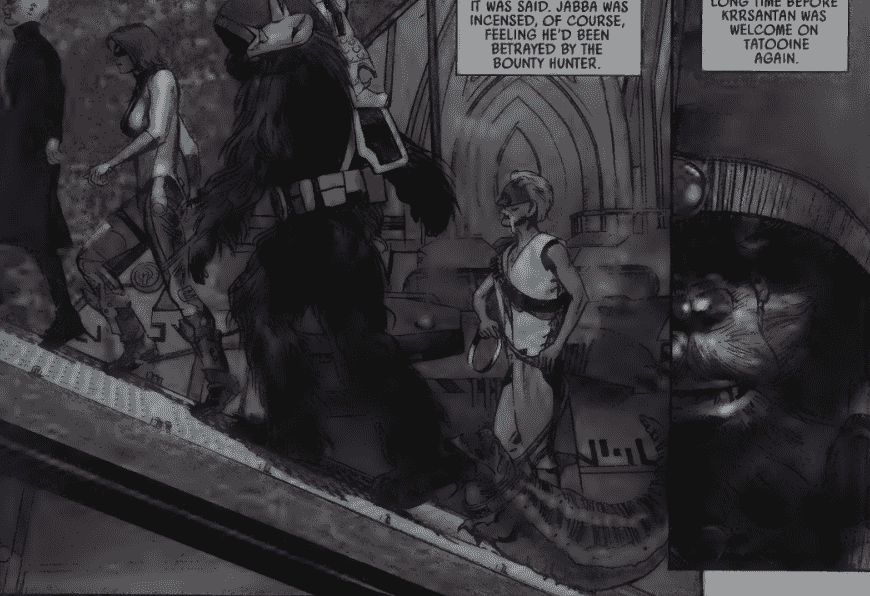 IT WAS SAID. JABBA WAS
INCENSED, OF COURSE,
FEELING HE'D BEEN
BETRAYED BY THE
BOUNTY HUNTER.
LONG TIME BEFORE
KRRSANTAN WAS
WELCOME ON
TATOOINE
AGAIN.